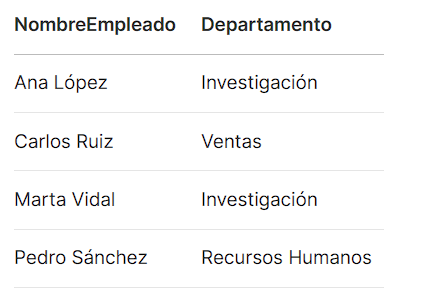 NombreEmpleado Departamento
Ana López Investigación
Carlos Ruiz Ventas
Marta Vidal Investigación
Pedro Sánchez Recursos Humanos